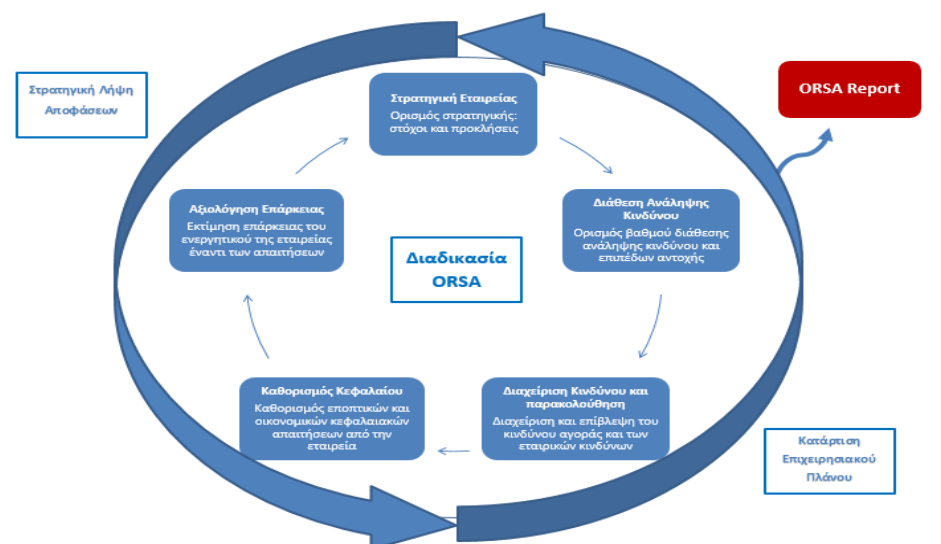 Στρατηγική Λήψη
Αποφάσεων
ORSA Report
Στρατηγική Εταιρείας
Ορισμός στρατηγικής:
στόχοι και προκλήσεις
Αξιολόγηση Επάρκειας
Εκτίμηση επάρκειας του
ενεργητικού της εταιρείας
έναντι των απαιτήσεων
Διάθεση Ανάληψης
Κινδύνου
Ορισμός βαθμού διάθεσης
ανάληψης κινδύνου και
επιπέδων αντοχής
Διαδικασία
ORSA
Καθορισμός Κεφαλαίου
Καθορισμός εποπτικών και
οικονομικών κεφαλαιακών
απαιτήσεων από την
εταιρεία
Διαχείριση Κινδύνου και
παρακολούθηση
Διαχείριση και επίβλεψη του
κινδύνου αγοράς και των
εταιρικών κινδύνων
Κατάρτιση
Επιχειρησιακού
Πλάνου